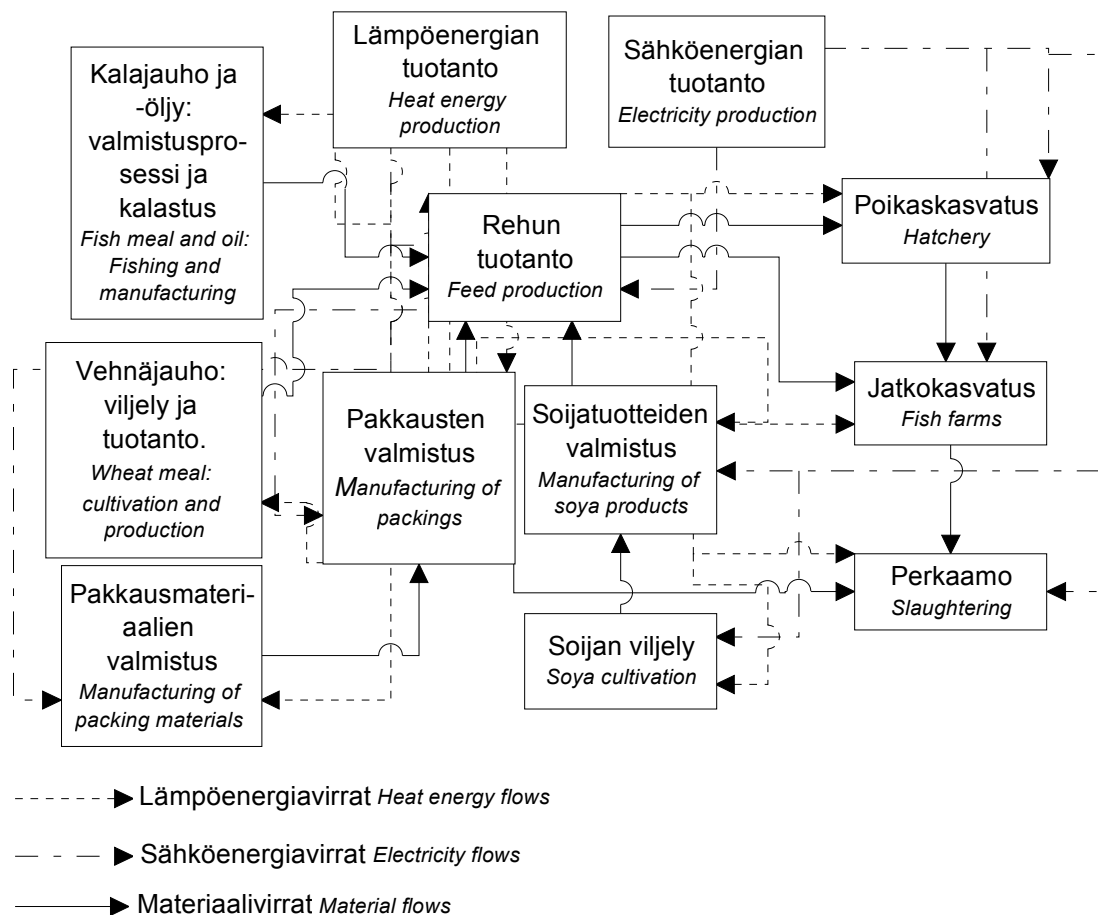 Lämpöenergian
tuotanto
Heat energy
production
Sähköenergian
tuotanto
Electricity production
Kalajauho ja
-öljy:
valmistuspro-
sessi ja
kalastus
Fish meal and oil:
Fishing and
manufacturing
Rehun
tuotanto
Feed production
Poikaskasvatus
Hatchery
Vehnäjauho:
viljely ja
tuotanto.
Wheat meal:
cultivation and
production
Pakkausten
valmistus
Manufacturing of
packings
Soijatuotteiden
valmistus
Manufacturing of
soya products
Jatkokasvatus
Fish farms
Pakkausmateri-
aalien
valmistus
Manufacturing of
packing materials
Soijan viljely
Soya cultivation
Perkaamo
Slaughtering
Lämpöenergiavirrat Heat energy flows
Sähköenergiavirrat Electricity flows
Materiaalivirrat Material flows